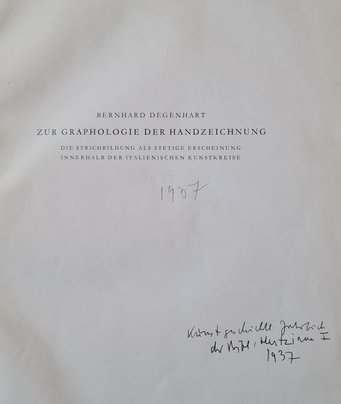 BERNHARD DEGENHART
ZUR GRAPHOLOGIE DER HANDZEICHNUNG
DIE STRICHBILDUNG ALS STETIGE ERSCHEINUNG
INNERHALB DER ITALIENISCHEN KUNSTKREISE
1937
Kunstgeschichtl. Jahrbuch
der Bibl. Hertziana I
1937